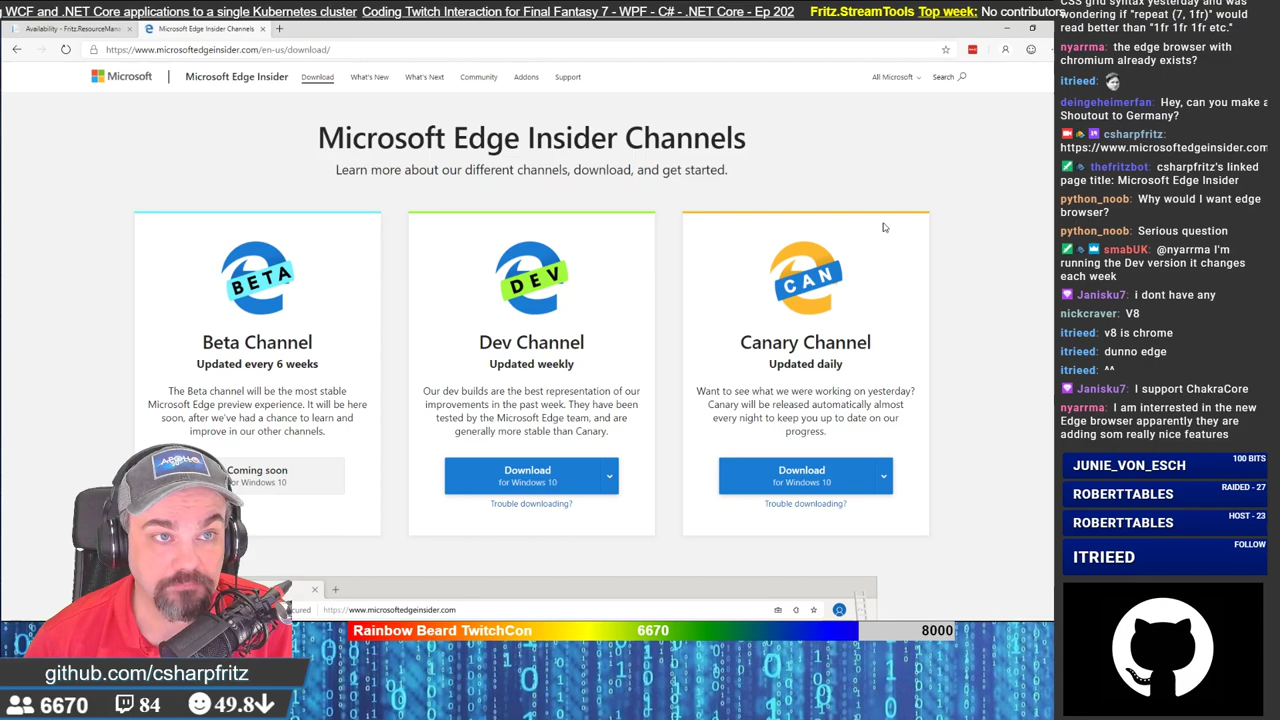 WCF and .NET Core applications to a single Kubernetes cluster Coding Twitch Interaction for Final Fantasy 7 - WPF - C# - .NET Core - Ep 202
Fritz.StreamTools Top week: No contributors
Availability - Fritz.ResourceMan
Microsoft Edge Insider Channels
https://www.microsoftedgeinsider.com/en-us/download/
Microsoft
Microsoft Edge Insider
Download
What's New
What's Next
Community
Addons
Support
All Microsoft
Search
Microsoft Edge Insider Channels
Learn more about our different channels, download, and get started.
BETA
Beta Channel
Updated every 6 weeks
The Beta channel will be the most stable
Microsoft Edge preview experience. It will be here
soon, after we've had a chance to learn and
improve in our other channels.
Coming soon
for Windows 10
DEV
Dev Channel
Updated weekly
Our dev builds are the best representation of our
improvements in the past week. They have been
tested by the Microsoft Edge team, and are
generally more stable than Canary.
Download
for Windows 10
Trouble downloading?
CAN
Canary Channel
Updated daily
Want to see what we were working on yesterday?
Canary will be released automatically almost
every night to keep you up to date on our
progress.
Download
for Windows 10
Trouble downloading?
https://www.microsoftedgeinsider.com
CSS grid syntax yesterday and was
wondering if "repeat (7, 1fr)" would
read better than "1fr 1fr 1fr etc."
nyarrma: the edge browser with
chromium already exists?
itrieed:
deingeheimerfan: Hey, can you make a
Shoutout to Germany?
csharpfritz:
https://www.microsoftedgeinsider.com
thefritzbot: csharpfritz's linked
page title: Microsoft Edge Insider
python_noob: Why would I want edge
browser?
python_noob: Serious question
smabUK: @nyarrma I'm
running the Dev version it changes
each week
Janisku7: i dont have any
nickcraver: V8
itrieed: v8 is chrome
itrieed: dunno edge
itrieed: ^^
Janisku7: I support ChakraCore
nyarrma: I am interrested in the new
Edge browser apparently they are
adding som really nice features
JUNIE_VON_ESCH 100 BITS
ROBERTTABLES RAIDED - 27
ROBERTTABLES HOST - 23
ITRIEED FOLLOW
Rainbow Beard TwitchCon 6670 8000
github.com/csharpfritz
6670 84 49.8